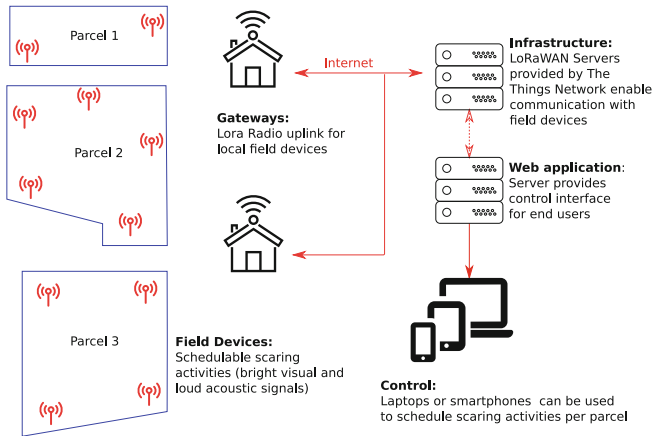 Parcel 1
Parcel 2
Parcel 3
Gateways:
Lora Radio uplink for
local field devices
Internet
Infrastructure:
LoRaWAN Servers
provided by The
Things Network enable
communication with
field devices
Web application:
Server provides
control interface
for end users
Field Devices:
Schedulable scaring
activities (bright visual and
loud acoustic signals)
Control:
Laptops or smartphones can be used
to schedule scaring activities per parcel